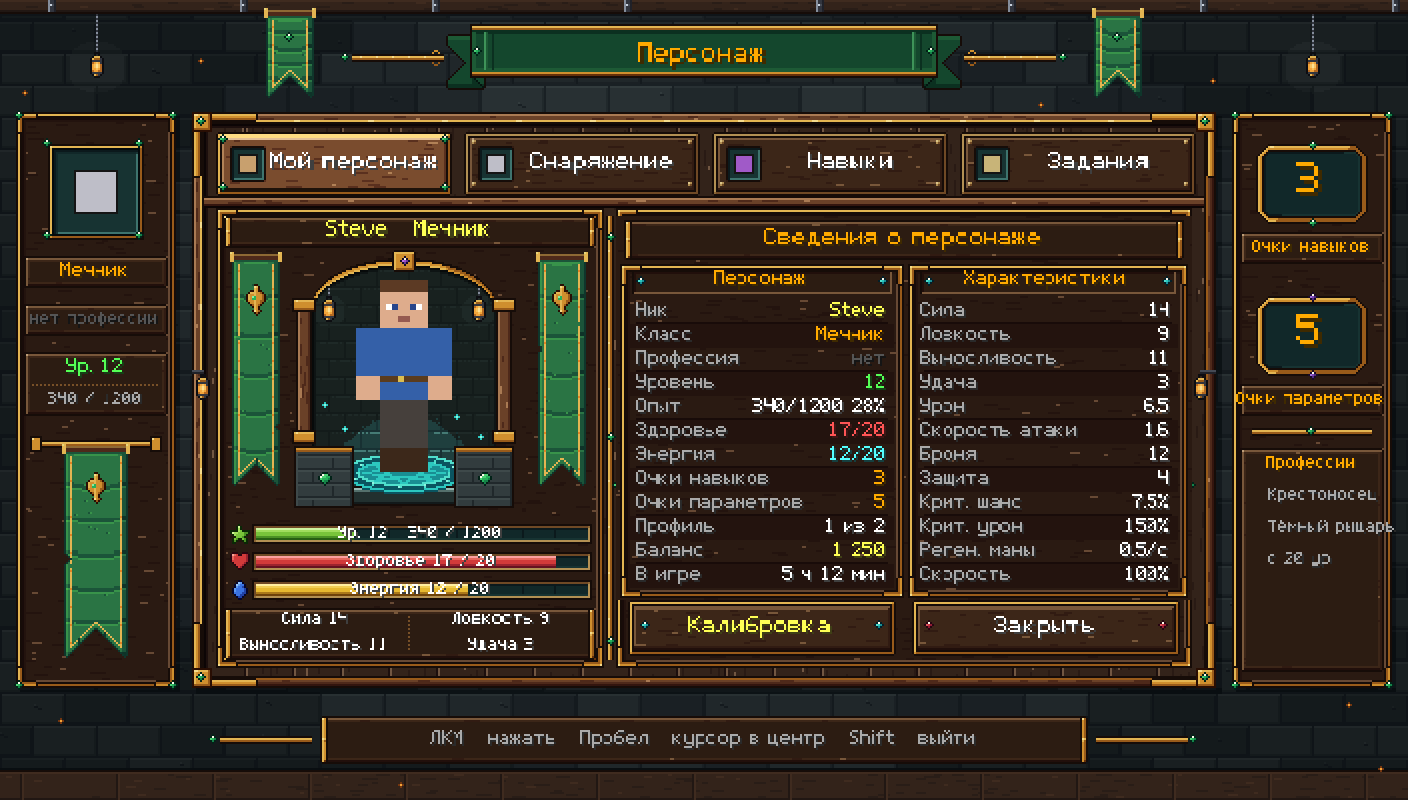 Персонаж
Мой персонаж
Снаряжение
Навыки
Задания
Мечник
нет профессии
Ур. 12
340 / 1200
Steve Мечник
Ур. 12 340 / 1200
Здоровье 17 / 20
Энергия 12 / 20
Сила 14
Ловкость 9
Выносливость 11
Удача 3
Сведения о персонаже
Персонаж
Ник Steve
Класс Мечник
Профессия нет
Уровень 12
Опыт 340/1200 28%
Здоровье 17/20
Энергия 12/20
Очки навыков 3
Очки параметров 5
Профиль 1 из 2
Баланс 1 250
В игре 5 ч 12 мин
Характеристики
Сила 14
Ловкость 9
Выносливость 11
Удача 3
Урон 6.5
Скорость атаки 1.6
Броня 12
Защита 4
Крит. шанс 7.5%
Крит. урон 153%
Реген. маны 0.5/с
Скорость 100%
Калибровка
Закрыть
3
Очки навыков
5
Очки параметров
Профессии
Крестоносец
Тёмный рыцарь
с 20 ур
ЛКМ нажать Пробел курсор в центр Shift выйти